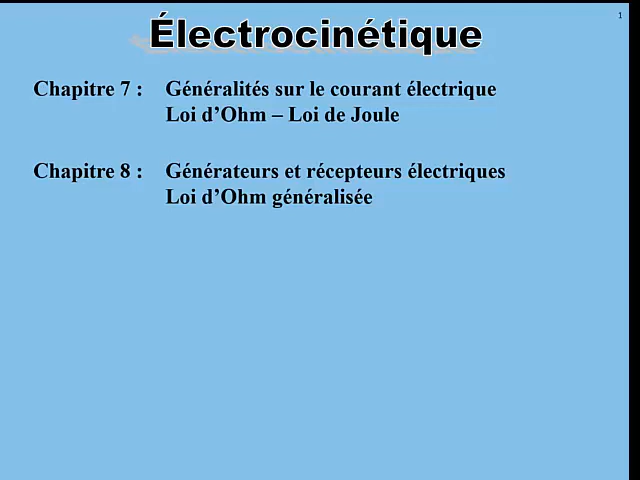 1
Électrocinétique
Chapitre 7 : Généralités sur le courant électrique
Loi d’Ohm – Loi de Joule
Chapitre 8 : Générateurs et récepteurs électriques
Loi d’Ohm généralisée